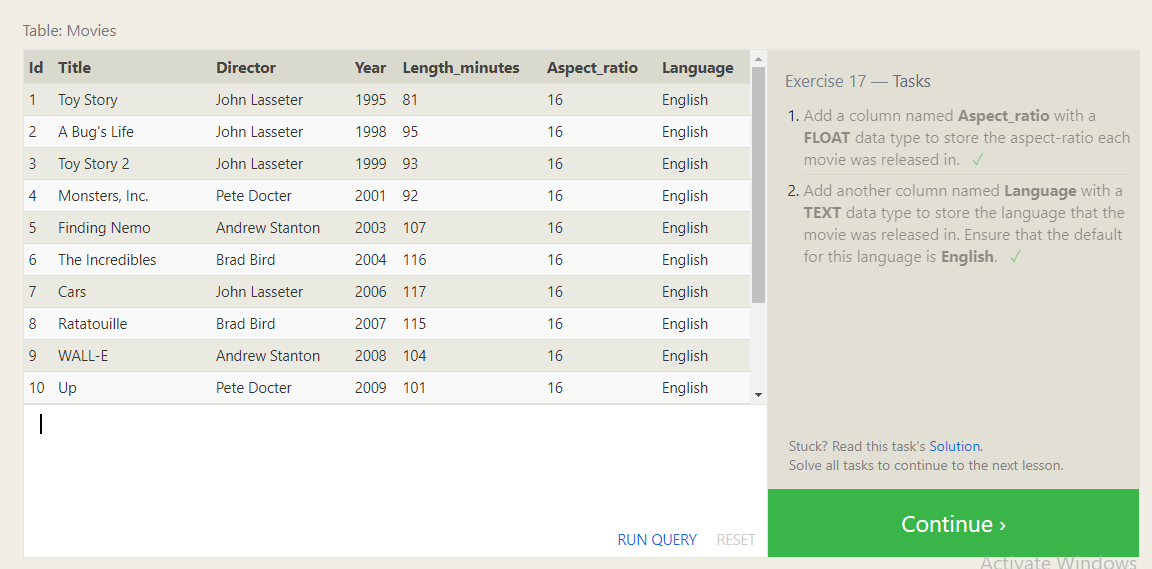 Table: Movies
Id Title Director Year Length_minutes Aspect_ratio Language
1 Toy Story John Lasseter 1995 81 16 English
2 A Bug's Life John Lasseter 1998 95 16 English
3 Toy Story 2 John Lasseter 1999 93 16 English
4 Monsters, Inc. Pete Docter 2001 92 16 English
5 Finding Nemo Andrew Stanton 2003 107 16 English
6 The Incredibles Brad Bird 2004 116 16 English
7 Cars John Lasseter 2006 117 16 English
8 Ratatouille Brad Bird 2007 115 16 English
9 WALL-E Andrew Stanton 2008 104 16 English
10 Up Pete Docter 2009 101 16 English
RUN QUERY RESET
Exercise 17 — Tasks
1. Add a column named Aspect_ratio with a
FLOAT data type to store the aspect-ratio each
movie was released in. ✓
2. Add another column named Language with a
TEXT data type to store the language that the
movie was released in. Ensure that the default
for this language is English. ✓
Stuck? Read this task's Solution.
Solve all tasks to continue to the next lesson.
Continue ›
Activate Windows